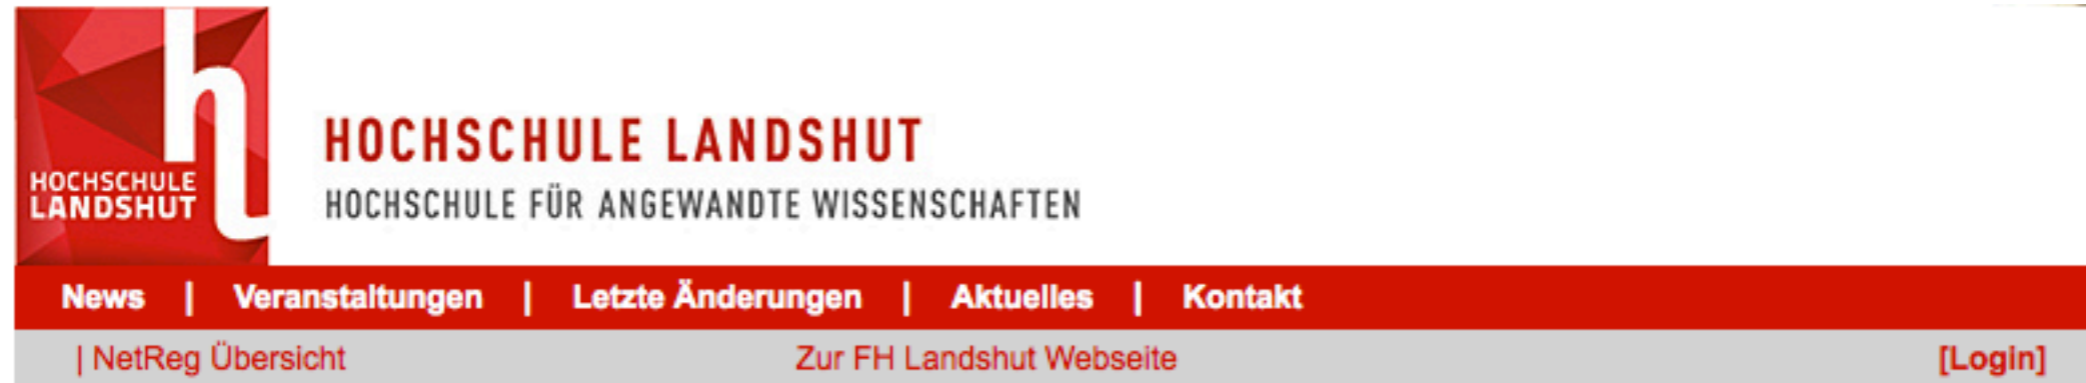 h
HOCHSCHULE
LANDSHUT
HOCHSCHULE LANDSHUT
HOCHSCHULE FÜR ANGEWANDTE WISSENSCHAFTEN
News | Veranstaltungen | Letzte Änderungen | Aktuelles | Kontakt
| NetReg Übersicht Zur FH Landshut Webseite [Login]